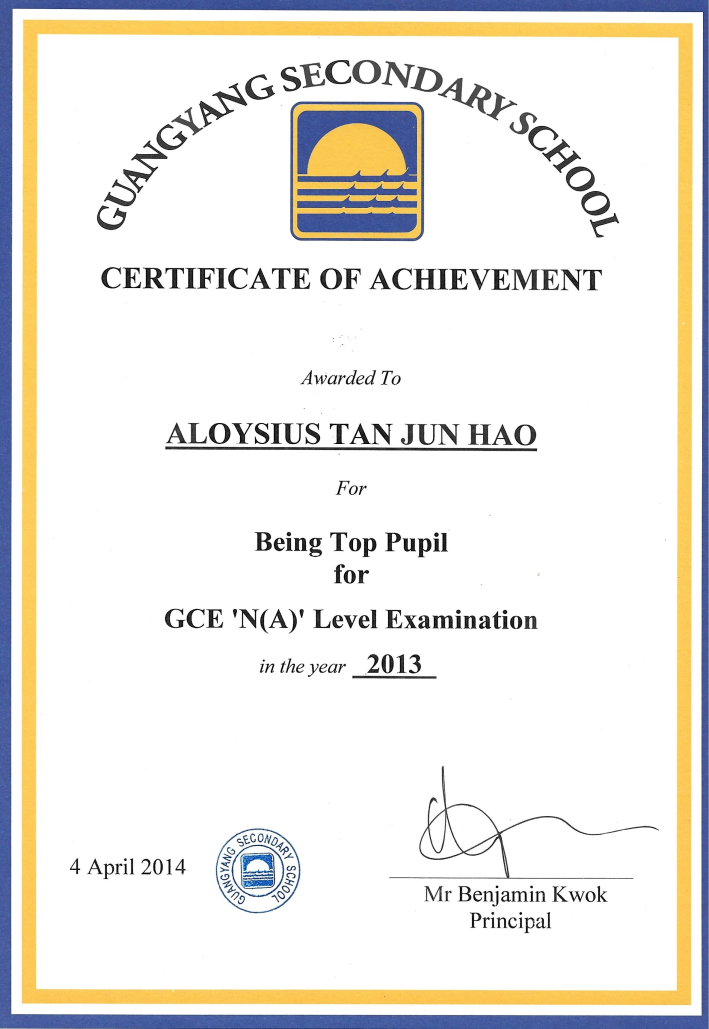 GUANGYANG SECONDARY SCHOOL
CERTIFICATE OF ACHIEVEMENT
Awarded To
ALOYSIUS TAN JUN HAO
For
Being Top Pupil
for
GCE 'N(A)' Level Examination
in the year 2013
4 April 2014
GUANGYANG SECONDARY SCHOOL
Mr Benjamin Kwok
Principal